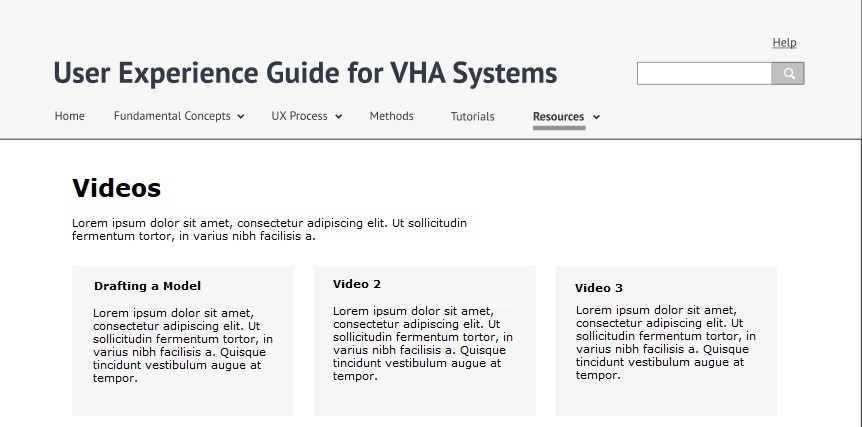 Help
User Experience Guide for VHA Systems
Home Fundamental Concepts UX Process Methods Tutorials Resources
Videos
Lorem ipsum dolor sit amet, consectetur adipiscing elit. Ut sollicitudin
fermentum tortor, in varius nibh facilisis a.
Drafting a Model
Lorem ipsum dolor sit amet,
consectetur adipiscing elit. Ut
sollicitudin fermentum tortor, in
varius nibh facilisis a. Quisque
tincidunt vestibulum augue at
tempor.
Video 2
Lorem ipsum dolor sit amet,
consectetur adipiscing elit. Ut
sollicitudin fermentum tortor, in
varius nibh facilisis a. Quisque
tincidunt vestibulum augue at
tempor.
Video 3
Lorem ipsum dolor sit amet,
consectetur adipiscing elit. Ut
sollicitudin fermentum tortor, in
varius nibh facilisis a. Quisque
tincidunt vestibulum augue at
tempor.